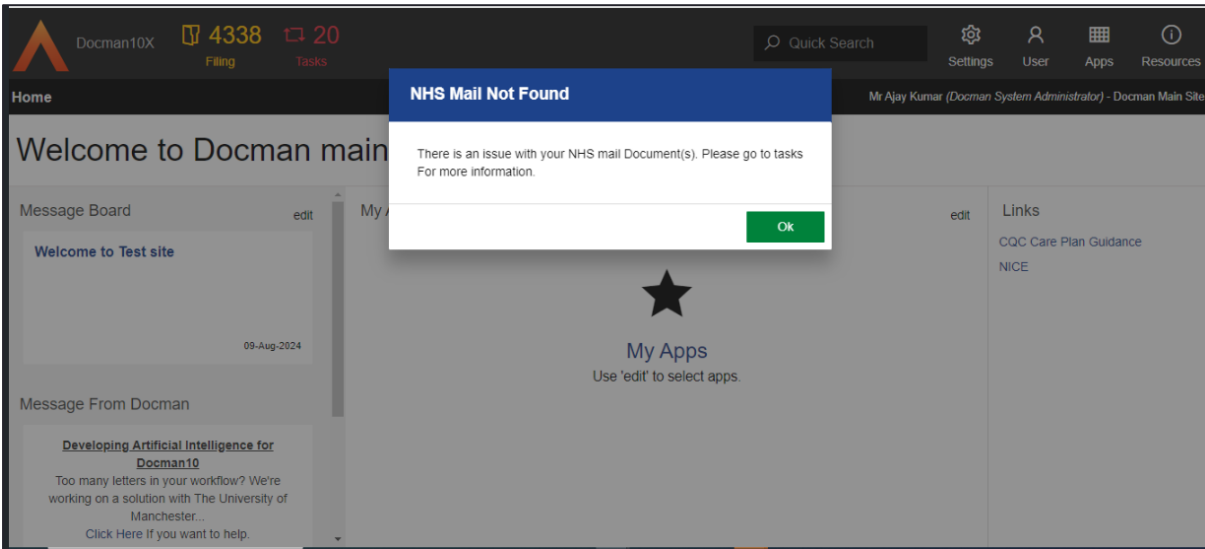 Docman10X
4338
Filing
20
Tasks
Quick Search
Settings
User
Apps
Resources
Home
Mr Ajay Kumar (Docman System Administrator) - Docman Main Site
NHS Mail Not Found
There is an issue with your NHS mail Document(s). Please go to tasks
For more information.
Ok
Welcome to Docman main
Message Board
edit
Welcome to Test site
09-Aug-2024
Message From Docman
Developing Artificial Intelligence for
Docman10
Too many letters in your workflow? We're
working on a solution with The University of
Manchester...
Click Here If you want to help.
My
edit
My Apps
Use 'edit' to select apps.
Links
CQC Care Plan Guidance
NICE